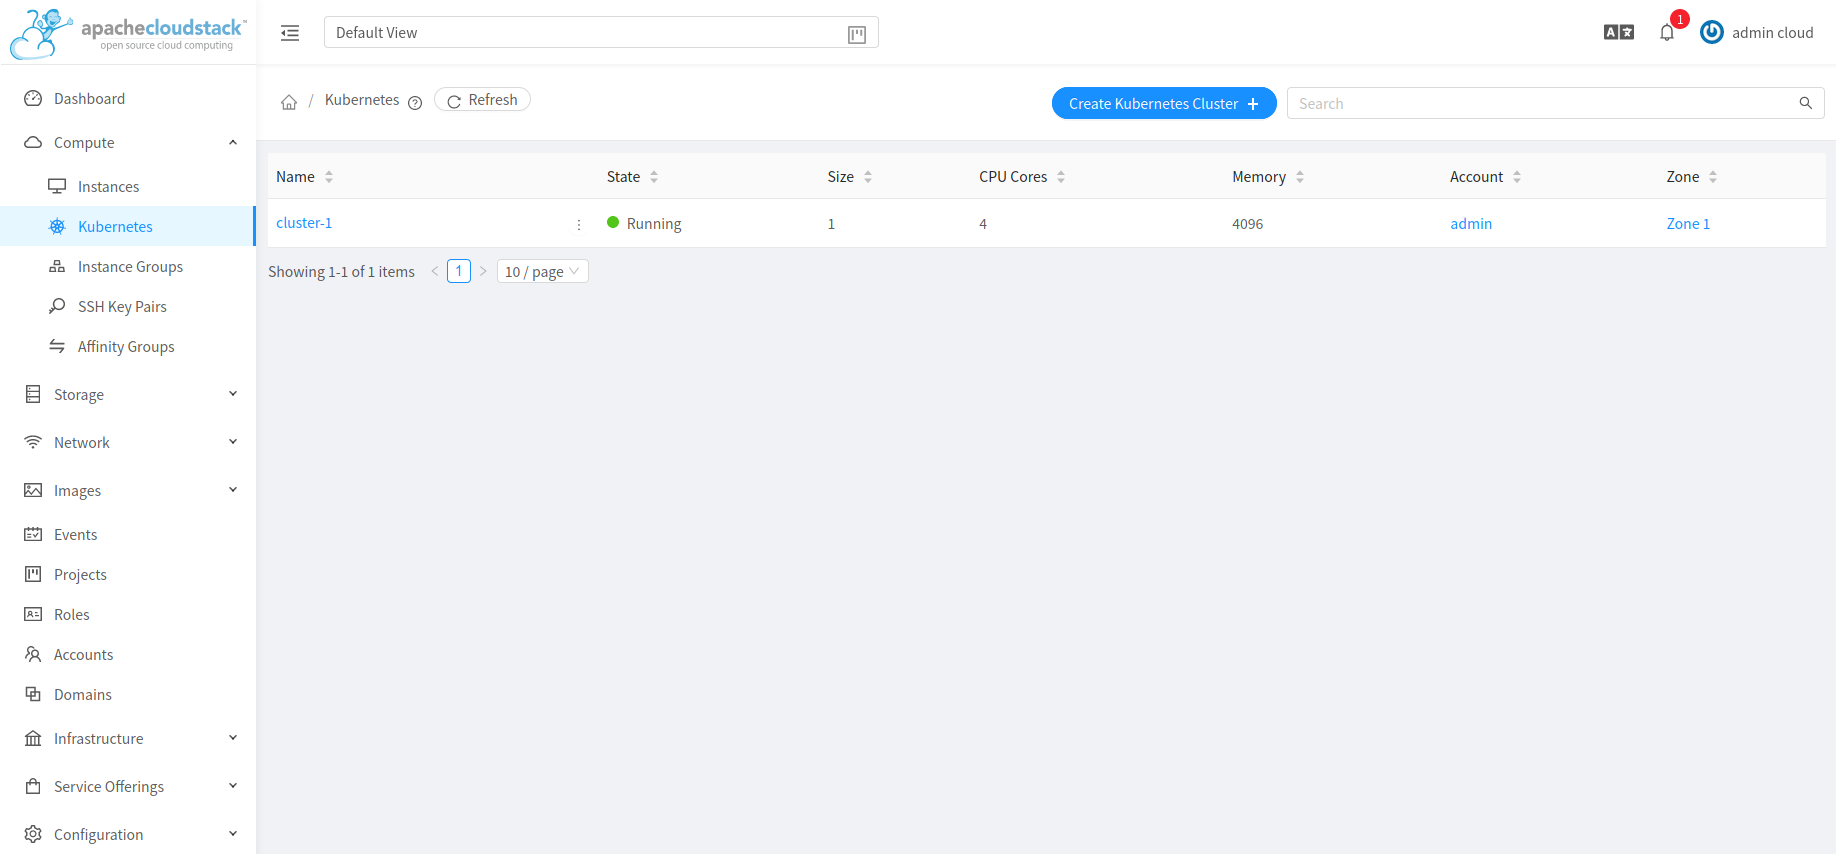 apachecloudstack™
open source cloud computing
Default View
1
admin cloud
Dashboard
Compute
Instances
Kubernetes
Instance Groups
SSH Key Pairs
Affinity Groups
Storage
Network
Images
Events
Projects
Roles
Accounts
Domains
Infrastructure
Service Offerings
Configuration
/ Kubernetes Refresh
Create Kubernetes Cluster +
Search
Name State Size CPU Cores Memory Account Zone
cluster-1 Running 1 4 4096 admin Zone 1
Showing 1-1 of 1 items < 1 > 10 / page